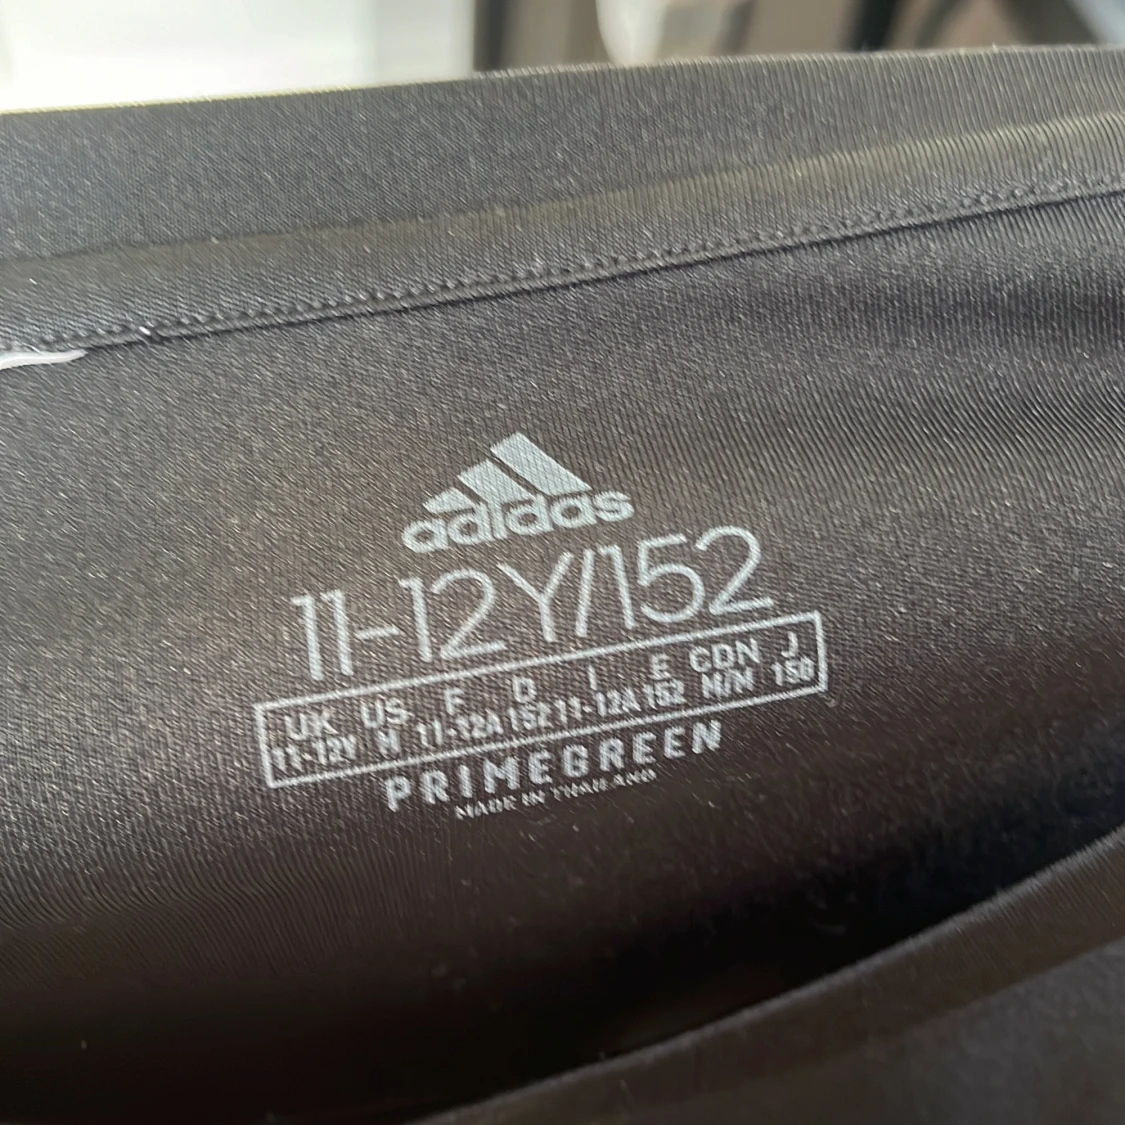 adidas
11-12Y/152
UK US F D I E CDN J
11-12Y M 11-12A 152 11-12A 152 M/M 150
PRIMEGREEN
MADE IN THAILAND